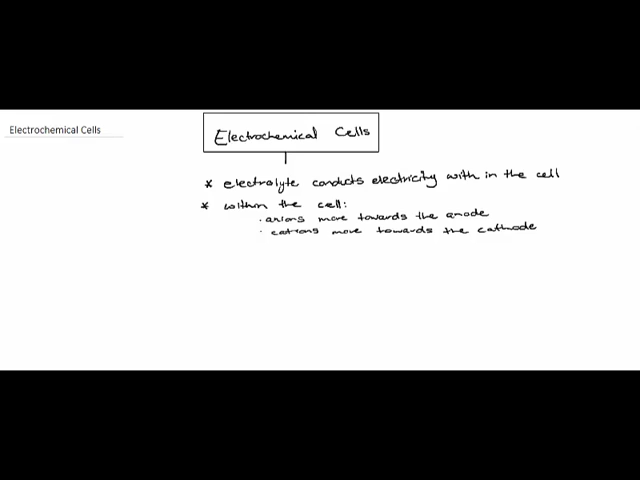 Electrochemical Cells
Electrochemical Cells
* electrolyte conducts electricity with in the cell
* within the cell:
· anions move towards the anode
· cations move towards the cathode